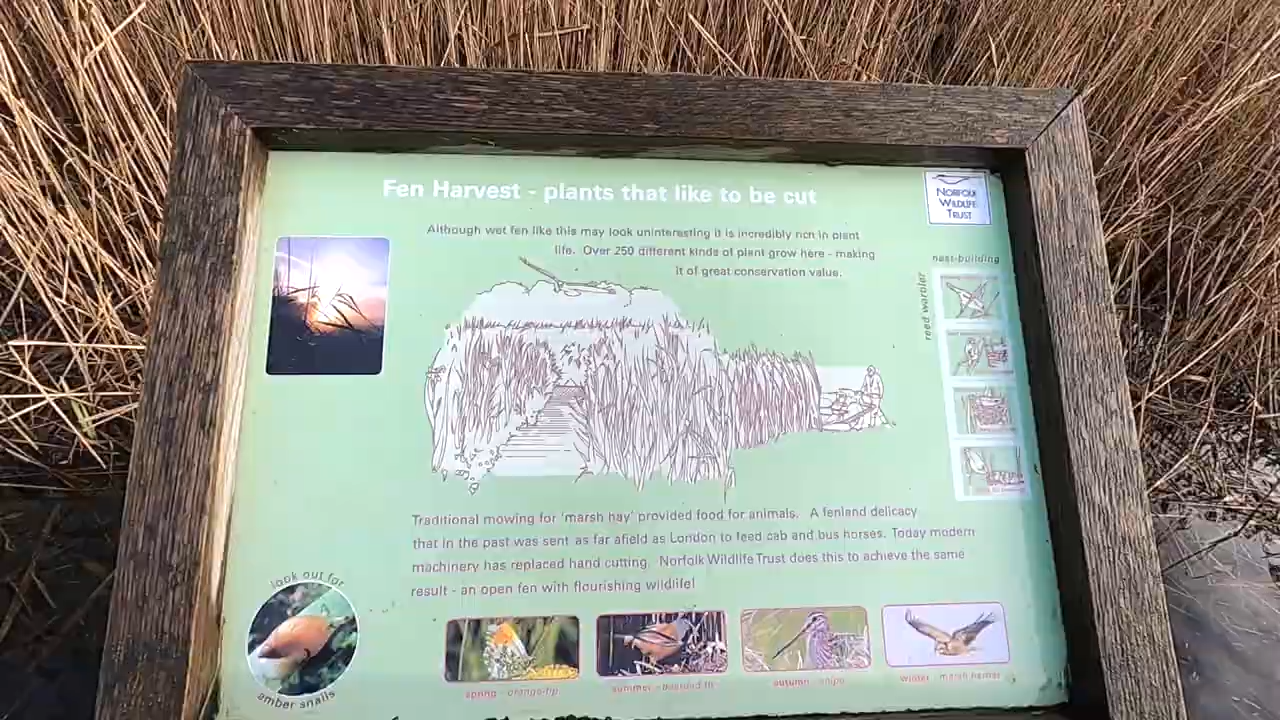 Fen Harvest - plants that like to be cut
NORFOLK
WILDLIFE
TRUST
Although wet fen like this may look uninteresting it is incredibly rich in plant
life. Over 250 different kinds of plant grow here - making
it of great conservation value.
nest-building
reed warbler
Traditional mowing for 'marsh hay' provided food for animals. A fenland delicacy
that in the past was sent as far afield as London to feed cab and bus horses. Today modern
machinery has replaced hand cutting. Norfolk Wildlife Trust does this to achieve the same
result - an open fen with flourishing wildlife!
look out for
amber snails
spring - orange-tip
summer - bearded tit
autumn - snipe
winter - marsh harrier